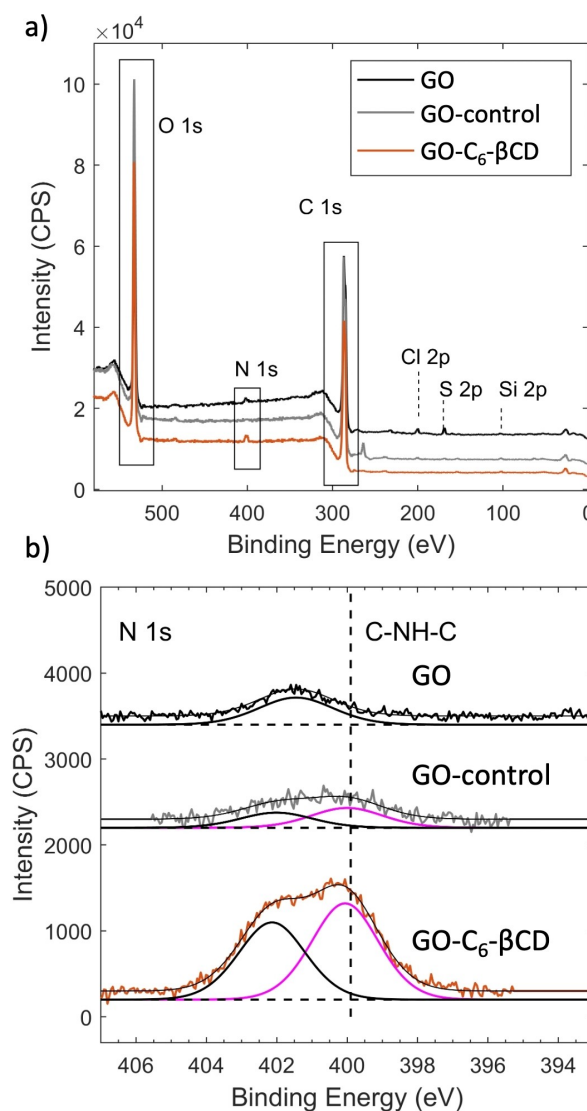 a)
×10⁴
GO
GO-control
GO-C₆-βCD
O 1s
C 1s
N 1s
Cl 2p
S 2p
Si 2p
10
8
6
4
2
0
Intensity (CPS)
500
400
300
200
100
0
Binding Energy (eV)
b)
N 1s
C-NH-C
GO
GO-control
GO-C₆-βCD
5000
4000
3000
2000
1000
0
Intensity (CPS)
406
404
402
400
398
396
394
Binding Energy (eV)